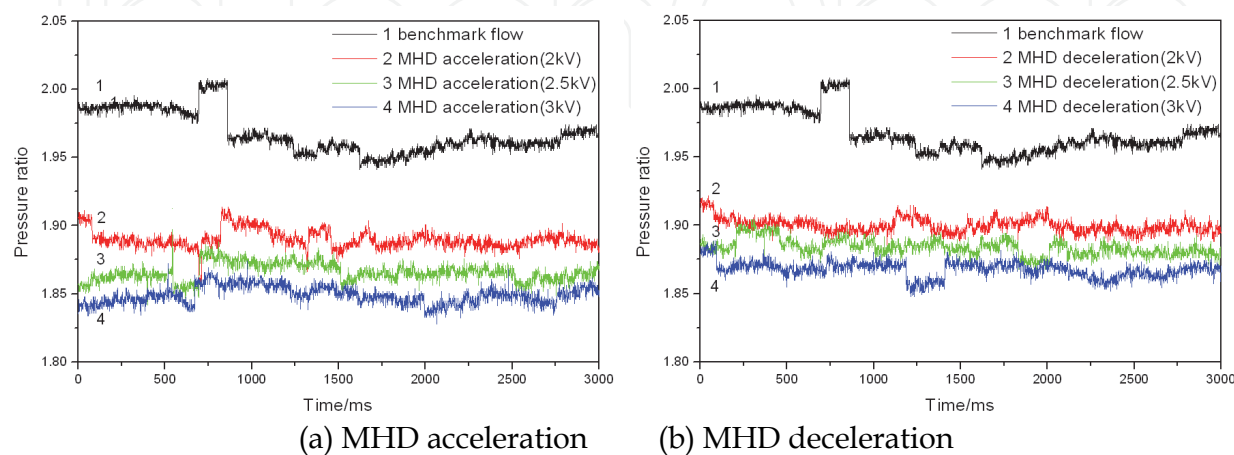 2.05
2.00
1.95
1.90
1.85
1.80
Pressure ratio
1 benchmark flow
2 MHD acceleration(2kV)
3 MHD acceleration(2.5kV)
4 MHD acceleration(3kV)
1
2
3
4
0 500 1000 1500 2000 2500 3000
Time/ms
2.05
2.00
1.95
1.90
1.85
1.80
Pressure ratio
1 benchmark flow
2 MHD deceleration(2kV)
3 MHD deceleration(2.5kV)
4 MHD deceleration(3kV)
1
2
3
4
0 500 1000 1500 2000 2500 3000
Time/ms
(a) MHD acceleration (b) MHD deceleration